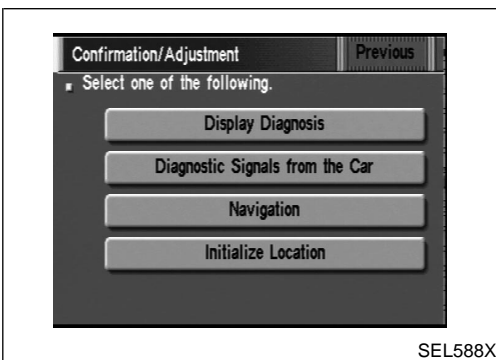 Confirmation/Adjustment Previous
Select one of the following.
Display Diagnosis
Diagnostic Signals from the Car
Navigation
Initialize Location
SEL588X